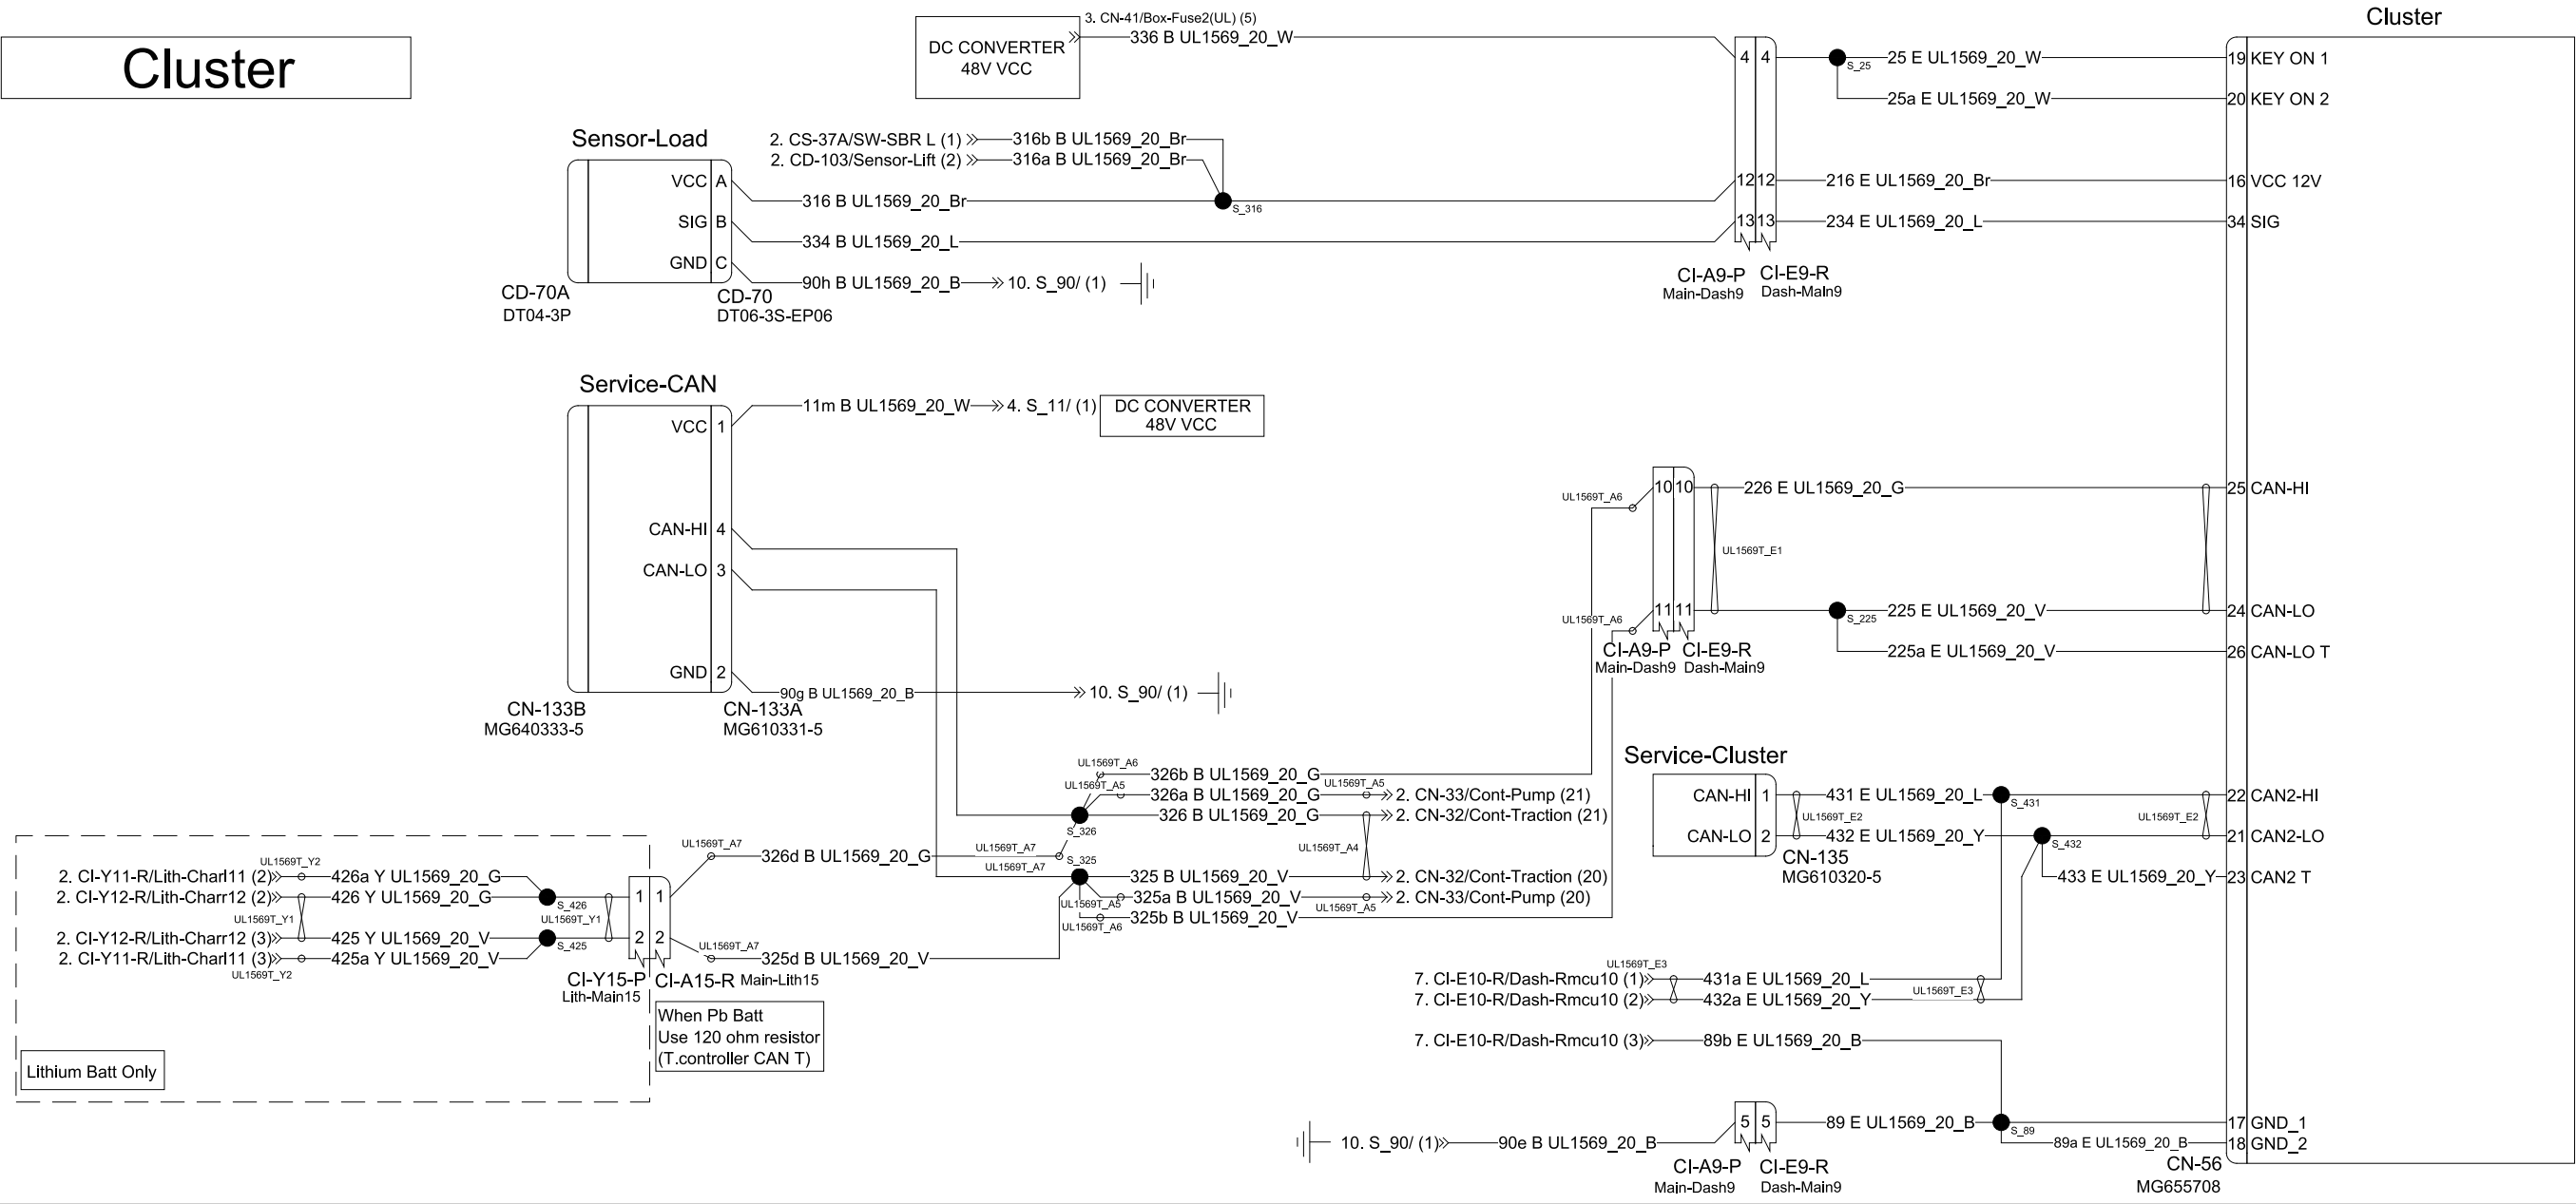 Cluster
Cluster
3. CN-41/Box-Fuse2(UL) (5)
DC CONVERTER
48V VCC
336 B UL1569_20_W
4 4
S_25
25 E UL1569_20_W
19 KEY ON 1
25a E UL1569_20_W
20 KEY ON 2
Sensor-Load
2. CS-37A/SW-SBR L (1)
316b B UL1569_20_Br
2. CD-103/Sensor-Lift (2)
316a B UL1569_20_Br
VCC A
316 B UL1569_20_Br
S_316
12 12
216 E UL1569_20_Br
16 VCC 12V
SIG B
334 B UL1569_20_L
13 13
234 E UL1569_20_L
34 SIG
GND C
90h B UL1569_20_B
10. S_90/ (1)
CD-70A
DT04-3P
CD-70
DT06-3S-EP06
CI-A9-P
Main-Dash9
CI-E9-R
Dash-Main9
Service-CAN
VCC 1
11m B UL1569_20_W
4. S_11/ (1)
DC CONVERTER
48V VCC
CAN-HI 4
CAN-LO 3
GND 2
90g B UL1569_20_B
10. S_90/ (1)
CN-133B
MG640333-5
CN-133A
MG610331-5
UL1569T_A6
10 10
226 E UL1569_20_G
25 CAN-HI
UL1569T_E1
UL1569T_A6
11 11
S_225
225 E UL1569_20_V
24 CAN-LO
225a E UL1569_20_V
26 CAN-LO T
CI-A9-P
Main-Dash9
CI-E9-R
Dash-Main9
Service-Cluster
CAN-HI 1
431 E UL1569_20_L
S_431
22 CAN2-HI
UL1569T_E2
UL1569T_E2
CAN-LO 2
432 E UL1569_20_Y
S_432
21 CAN2-LO
CN-135
MG610320-5
433 E UL1569_20_Y
23 CAN2 T
UL1569T_A6
326b B UL1569_20_G
UL1569T_A5
326a B UL1569_20_G
UL1569T_A5
2. CN-33/Cont-Pump (21)
326 B UL1569_20_G
2. CN-32/Cont-Traction (21)
S_326
UL1569T_A7
326d B UL1569_20_G
UL1569T_A7
UL1569T_A7
S_325
UL1569T_A4
325 B UL1569_20_V
2. CN-32/Cont-Traction (20)
325a B UL1569_20_V
2. CN-33/Cont-Pump (20)
UL1569T_A5
UL1569T_A5
325b B UL1569_20_V
UL1569T_A6
UL1569T_A7
325d B UL1569_20_V
UL1569T_Y2
2. CI-Y11-R/Lith-Charl11 (2)
426a Y UL1569_20_G
2. CI-Y12-R/Lith-Charr12 (2)
426 Y UL1569_20_G
S_426
1 1
UL1569T_Y1
UL1569T_Y1
2. CI-Y12-R/Lith-Charr12 (3)
425 Y UL1569_20_V
S_425
2 2
2. CI-Y11-R/Lith-Charl11 (3)
425a Y UL1569_20_V
UL1569T_Y2
CI-Y15-P
Lith-Main15
CI-A15-R Main-Lith15
When Pb Batt
Use 120 ohm resistor
(T.controller CAN T)
Lithium Batt Only
UL1569T_E3
7. CI-E10-R/Dash-Rmcu10 (1)
431a E UL1569_20_L
UL1569T_E3
7. CI-E10-R/Dash-Rmcu10 (2)
432a E UL1569_20_Y
7. CI-E10-R/Dash-Rmcu10 (3)
89b E UL1569_20_B
10. S_90/ (1)
90e B UL1569_20_B
5 5
89 E UL1569_20_B
S_89
17 GND_1
89a E UL1569_20_B
18 GND_2
CI-A9-P
Main-Dash9
CI-E9-R
Dash-Main9
CN-56
MG655708